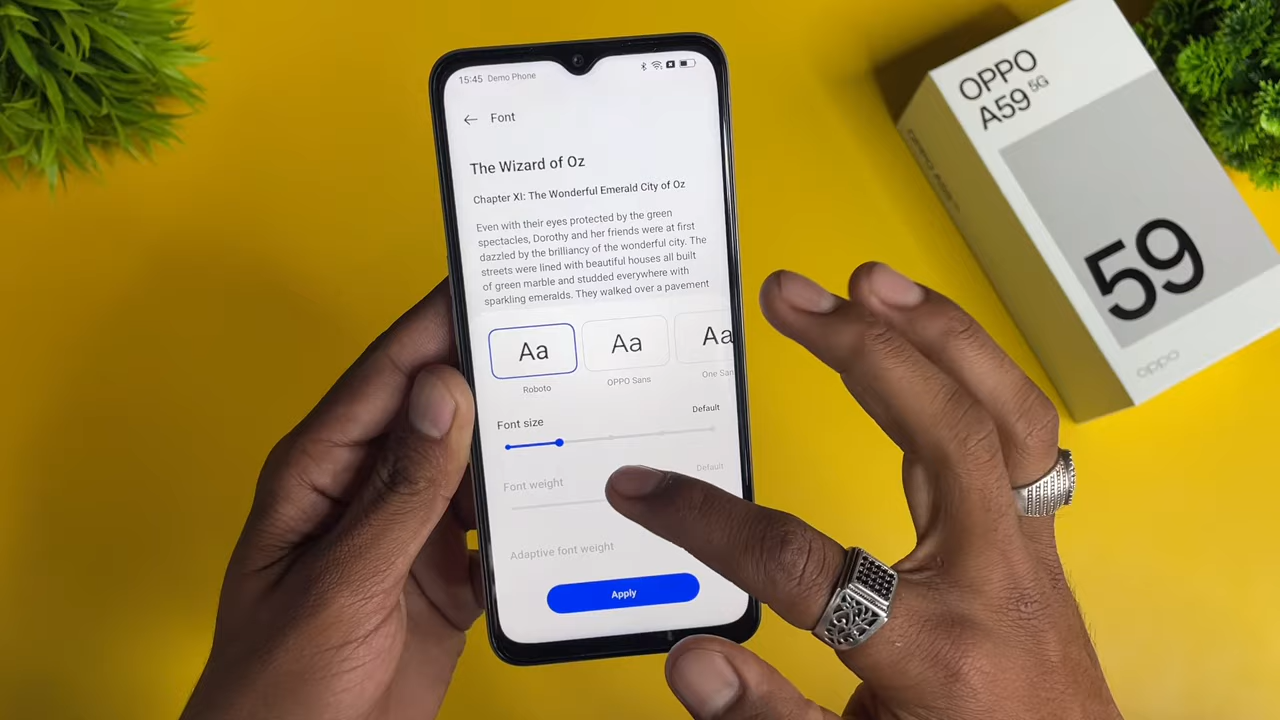 15:45 Demo Phone
Font
The Wizard of Oz
Chapter XI: The Wonderful Emerald City of Oz
Even with their eyes protected by the green
spectacles, Dorothy and her friends were at first
dazzled by the brilliancy of the wonderful city. The
streets were lined with beautiful houses all built
of green marble and studded everywhere with
sparkling emeralds. They walked over a pavement
Aa
Aa
Aa
Roboto
OPPO Sans
One San
Font size
Default
Font weight
Default
Adaptive font weight
Apply
OPPO
A59 5G
59
oppo